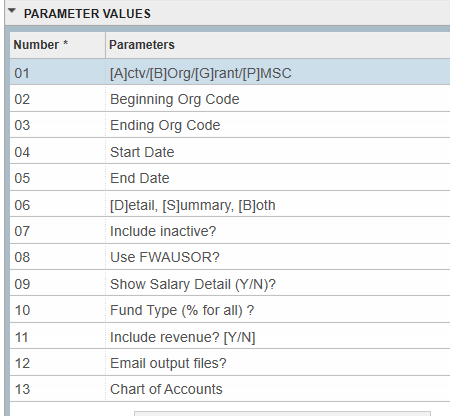 PARAMETER VALUES
Number * Parameters
01 [A]ctv/[B]Org/[G]rant/[P]MSC
02 Beginning Org Code
03 Ending Org Code
04 Start Date
05 End Date
06 [D]etail, [S]ummary, [B]oth
07 Include inactive?
08 Use FWAUSOR?
09 Show Salary Detail (Y/N)?
10 Fund Type (% for all) ?
11 Include revenue? [Y/N]
12 Email output files?
13 Chart of Accounts